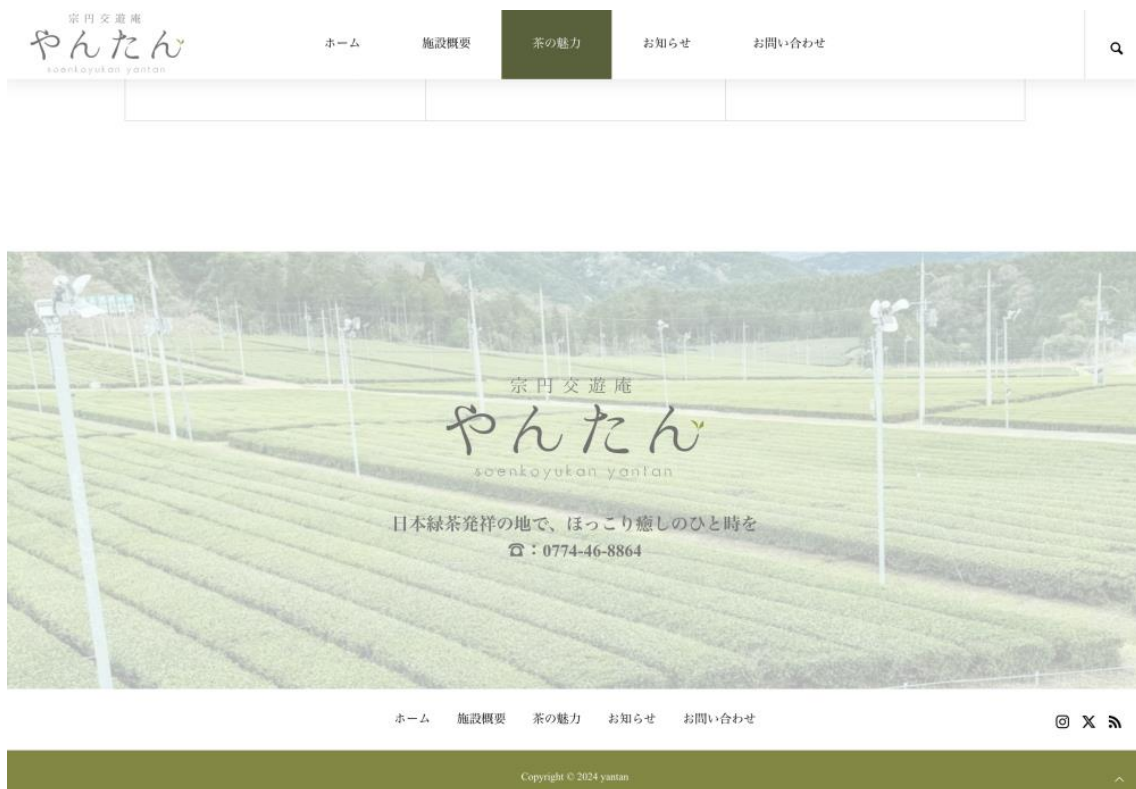 宗円交遊庵
やんたん
soenkoyukan yantan
ホーム 施設概要 茶の魅力 お知らせ お問い合わせ
宗円交遊庵
やんたん
soenkoyukan yantan
日本緑茶発祥の地で、ほっこり癒しのひと時を
☎：0774-46-8864
ホーム 施設概要 茶の魅力 お知らせ お問い合わせ
Copyright © 2024 yantan